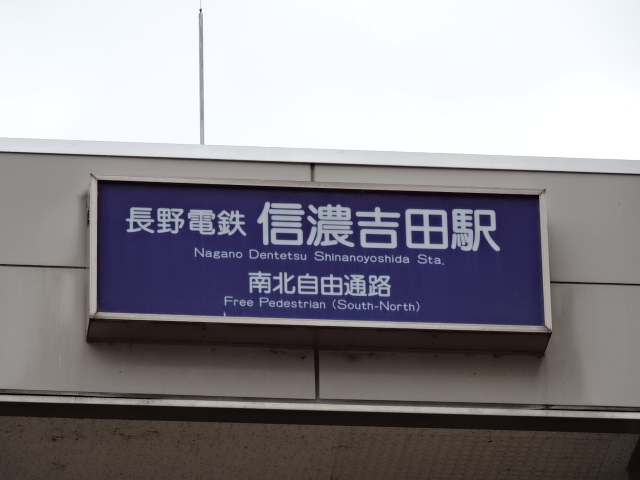 長野電鉄 信濃吉田駅
Nagano Dentetsu Shinanoyoshida Sta.
南北自由通路
Free Pedestrian (South-North)